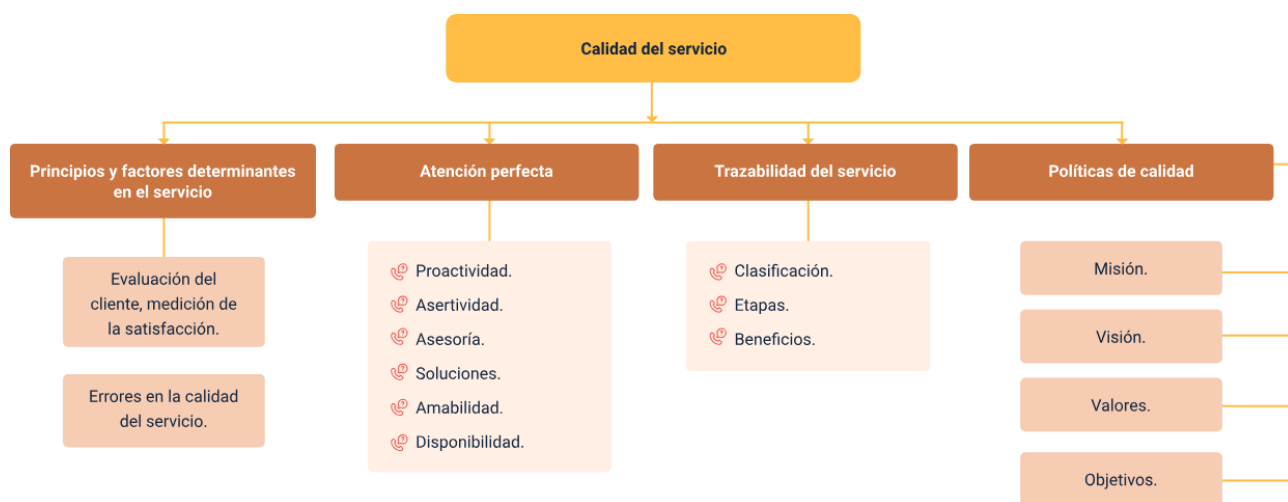 Calidad del servicio
Principios y factores determinantes
en el servicio
Evaluación del
cliente, medición de
la satisfacción.
Errores en la calidad
del servicio.
Atención perfecta
Proactividad.
Asertividad.
Asesoría.
Soluciones.
Amabilidad.
Disponibilidad.
Trazabilidad del servicio
Clasificación.
Etapas.
Beneficios.
Políticas de calidad
Misión.
Visión.
Valores.
Objetivos.